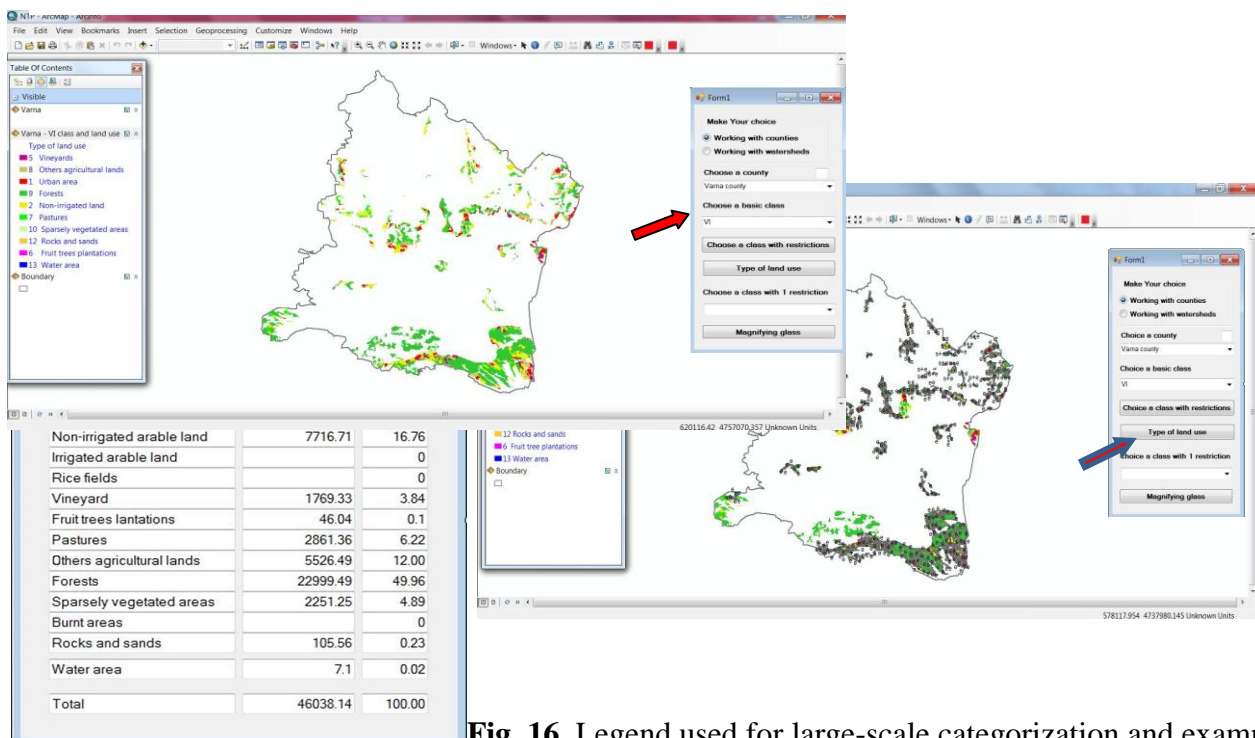 N1P - ArcMap - ArcInfo
File Edit View Bookmarks Insert Selection Geoprocessing Customize Windows Help
Windows
Table Of Contents
Visible
Varna
Varna - VI class and land use
Type of land use
5 Vineyards
8 Others agricultural lands
1 Urban area
9 Forests
2 Non-irrigated land
7 Pastures
10 Sparsely vegetated areas
12 Rocks and sands
6 Fruit trees plantations
13 Water area
Boundary
Form1
Make Your choice
Working with counties
Working with watersheds
Choose a county
Varna county
Choose a basic class
VI
Choose a class with restrictions
Type of land use
Choose a class with 1 restriction
Magnifying glass
620116.42 4757070.357 Unknown Units
Windows
Form1
Make Your choice
Working with counties
Working with watersheds
Choice a county
Varna county
Choice a basic class
VI
Choice a class with restrictions
Type of land use
Choice a class with 1 restriction
Magnifying glass
12 Rocks and sands
6 Fruit tree plantations
13 Water area
Boundary
578117.954 4737980.145 Unknown Units
Non-irrigated arable land 7716.71 16.76
Irrigated arable land 0
Rice fields 0
Vineyard 1769.33 3.84
Fruit trees lantations 46.04 0.1
Pastures 2861.36 6.22
Others agricultural lands 5526.49 12.00
Forests 22999.49 49.96
Sparsely vegetated areas 2251.25 4.89
Burnt areas 0
Rocks and sands 105.56 0.23
Water area 7.1 0.02
Total 46038.14 100.00
Fig. 16. Legend used for large-scale categorization and exam